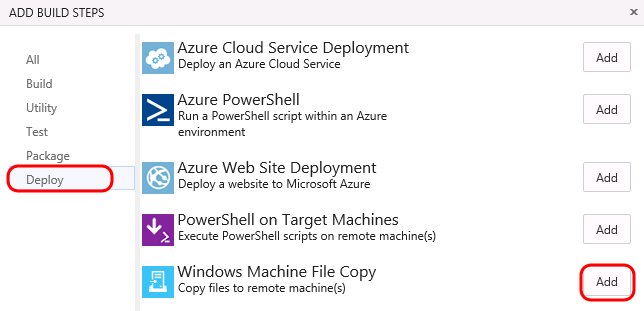 ADD BUILD STEPS
All
Build
Utility
Test
Package
Deploy
Azure Cloud Service Deployment
Deploy an Azure Cloud Service
Add
Azure PowerShell
Run a PowerShell script within an Azure
environment
Add
Azure Web Site Deployment
Deploy a website to Microsoft Azure
Add
PowerShell on Target Machines
Execute PowerShell scripts on remote machine(s)
Add
Windows Machine File Copy
Copy files to remote machine(s)
Add